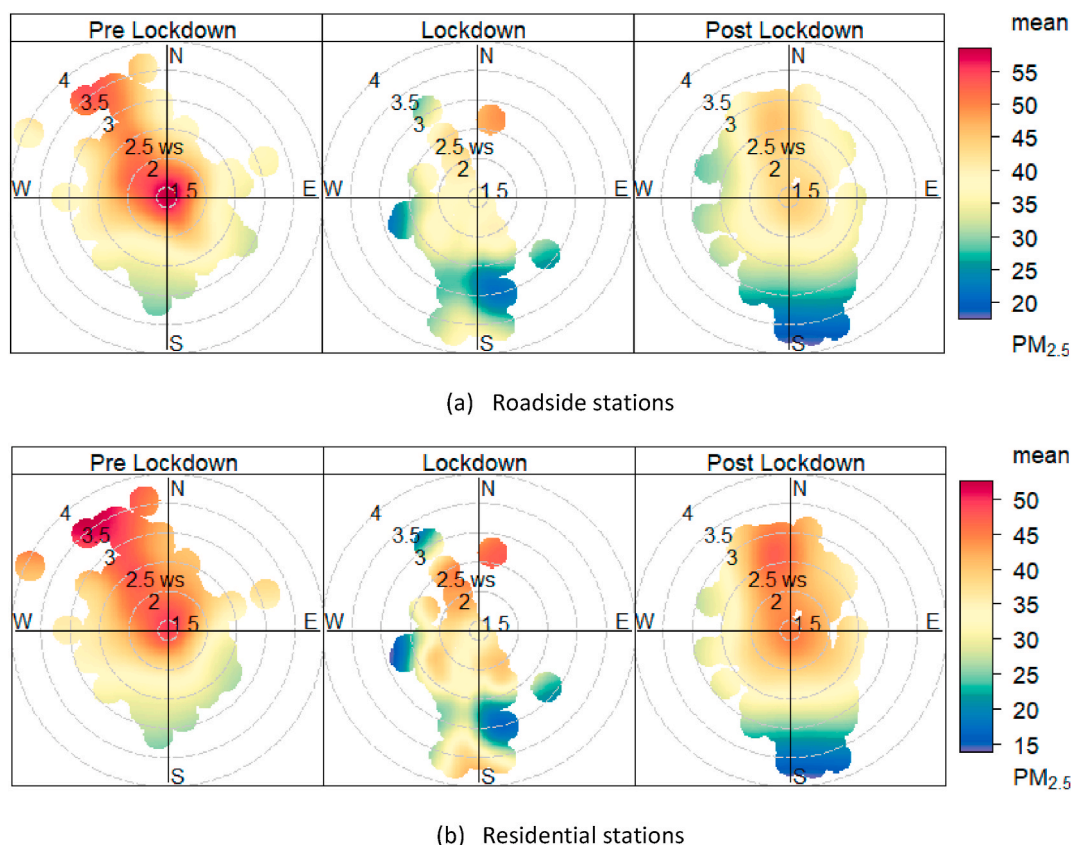 Pre Lockdown Lockdown Post Lockdown mean
N N N
4 4 4
3.5 3.5 3.5
3 3 3
2.5 ws 2.5 ws 2.5 ws
2 2 2
W 1.5 E W 1.5 E W 1.5 E
S S S
55
50
45
40
35
30
25
20
PM2.5
(a) Roadside stations
Pre Lockdown Lockdown Post Lockdown mean
N N N
4 4 4
3.5 3.5 3.5
3 3 3
2.5 ws 2.5 ws 2.5 ws
2 2 2
W 1.5 E W 1.5 E W 1.5 E
S S S
50
45
40
35
30
25
20
15
PM2.5
(b) Residential stations